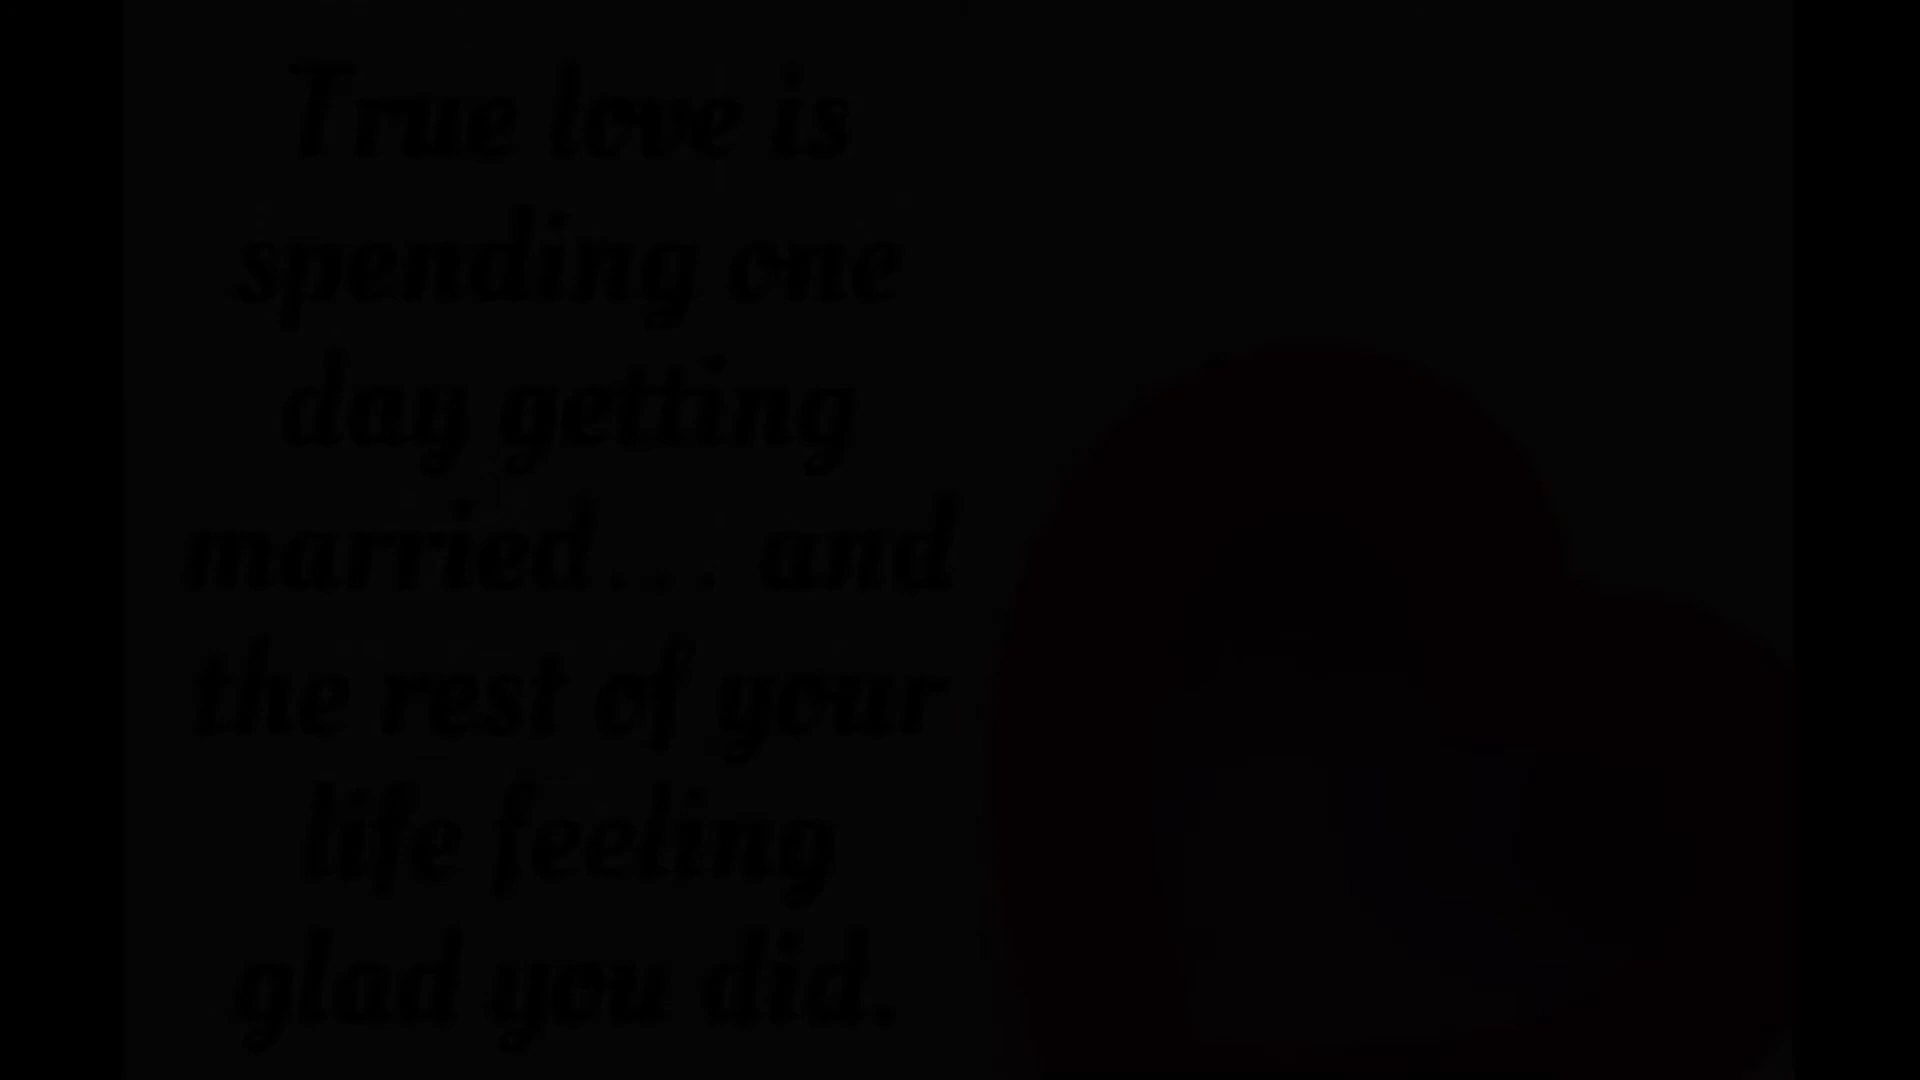 True love is
spending one
day getting
married... and
the rest of your
life feeling
glad you did.